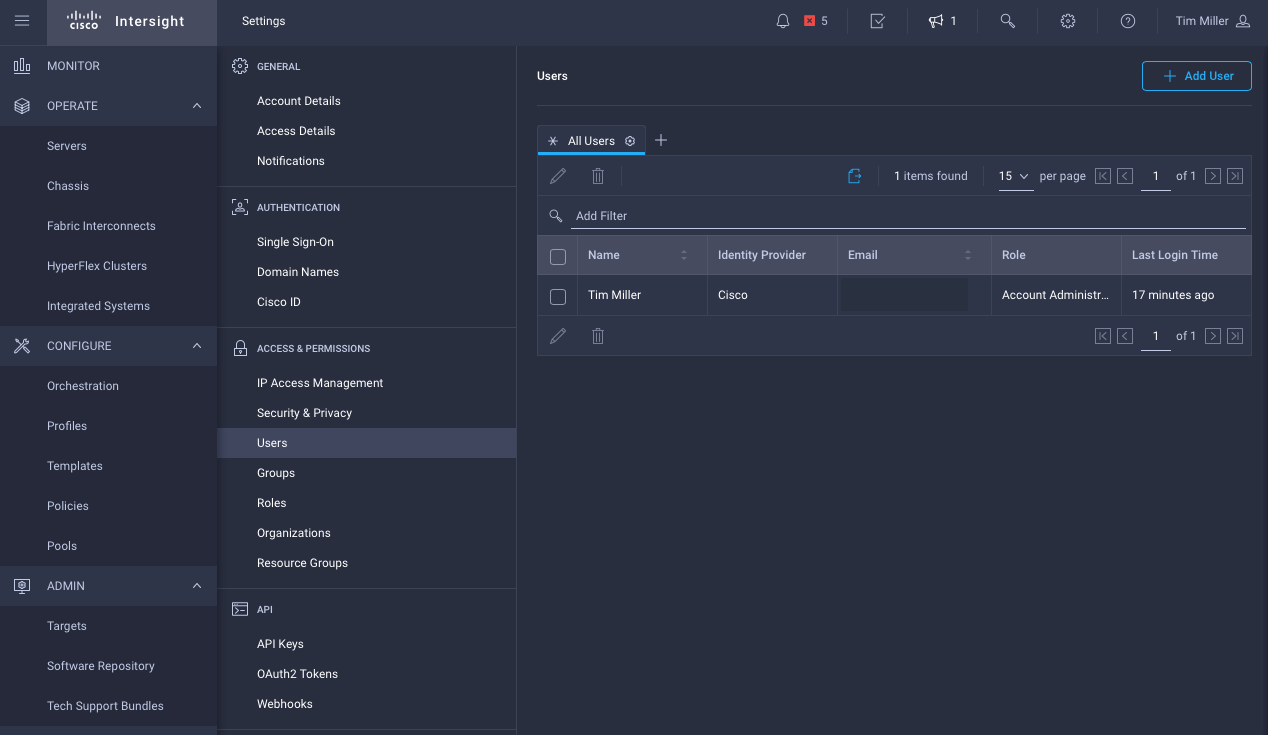 CISCO Intersight
Settings
5
1
Tim Miller
MONITOR
OPERATE
Servers
Chassis
Fabric Interconnects
HyperFlex Clusters
Integrated Systems
CONFIGURE
Orchestration
Profiles
Templates
Policies
Pools
ADMIN
Targets
Software Repository
Tech Support Bundles
GENERAL
Account Details
Access Details
Notifications
AUTHENTICATION
Single Sign-On
Domain Names
Cisco ID
ACCESS & PERMISSIONS
IP Access Management
Security & Privacy
Users
Groups
Roles
Organizations
Resource Groups
API
API Keys
OAuth2 Tokens
Webhooks
Users
Add User
All Users
1 items found 15 per page 1 of 1
Add Filter
Name Identity Provider Email Role Last Login Time
Tim Miller Cisco Account Administr... 17 minutes ago
1 of 1